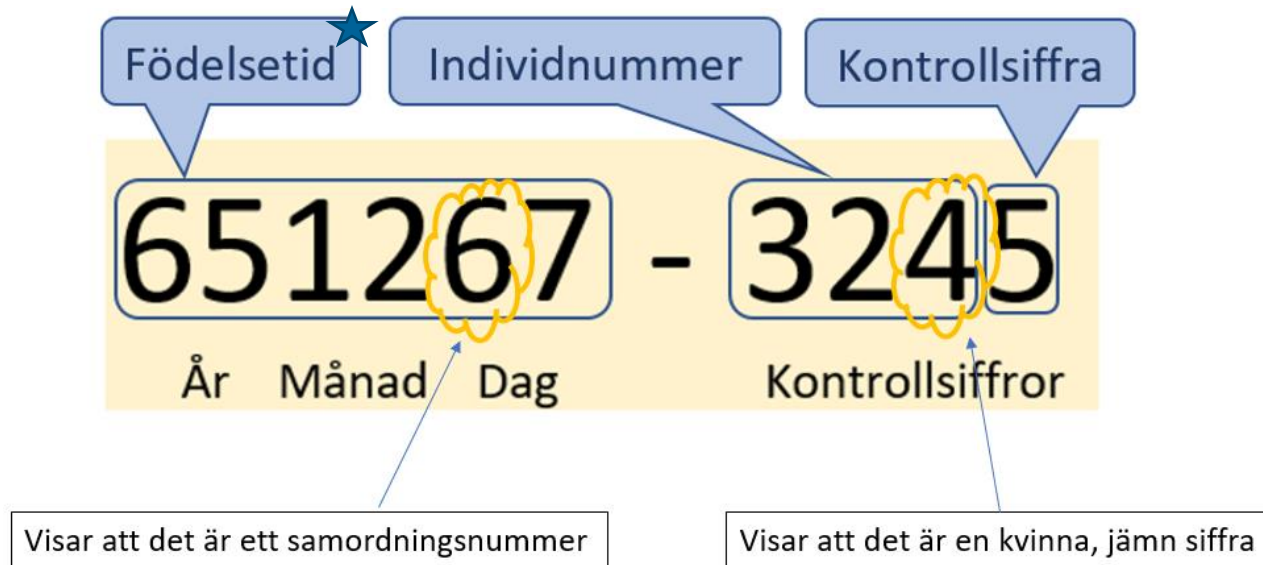 Födelsetid Individnummer Kontrollsiffra
651267 - 3245
År Månad Dag Kontrollsiffror
Visar att det är ett samordningsnummer Visar att det är en kvinna, jämn siffra